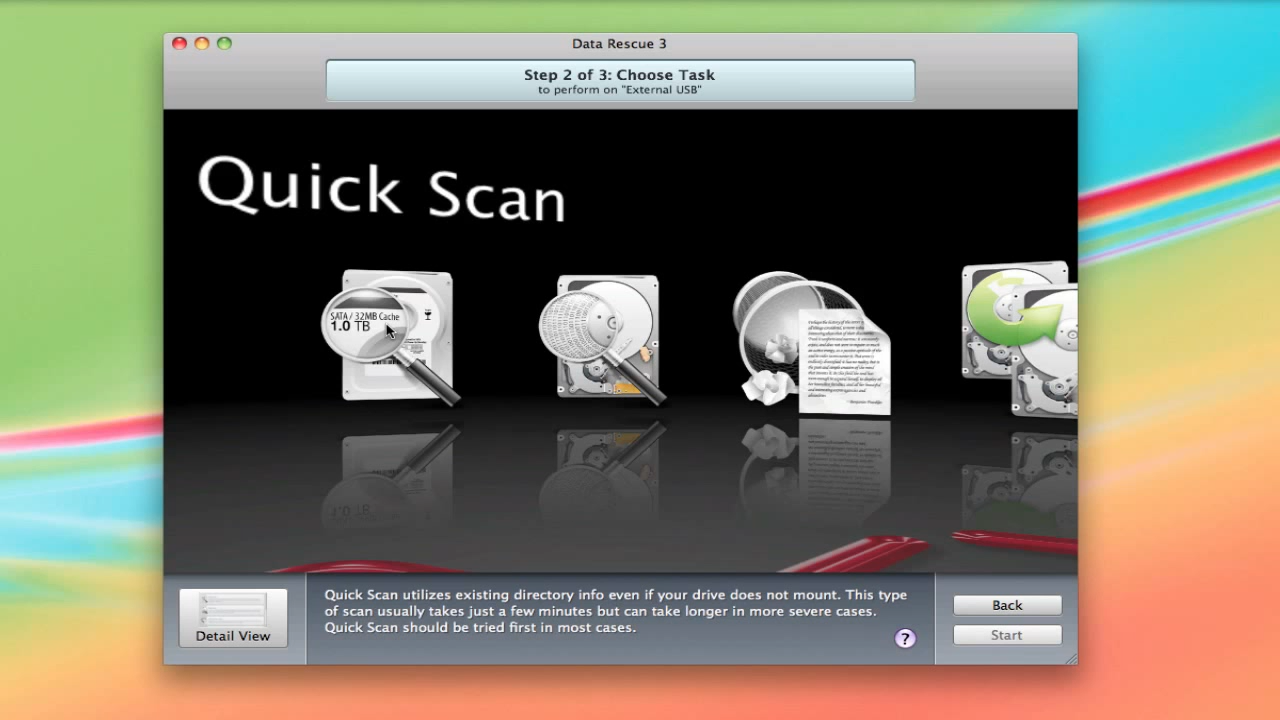 Data Rescue 3
Step 2 of 3: Choose Task
to perform on "External USB"
Quick Scan
SATA / 32MB Cache
1.0 TB
Detail View
Quick Scan utilizes existing directory info even if your drive does not mount. This type
of scan usually takes just a few minutes but can take longer in more severe cases.
Quick Scan should be tried first in most cases.
?
Back
Start